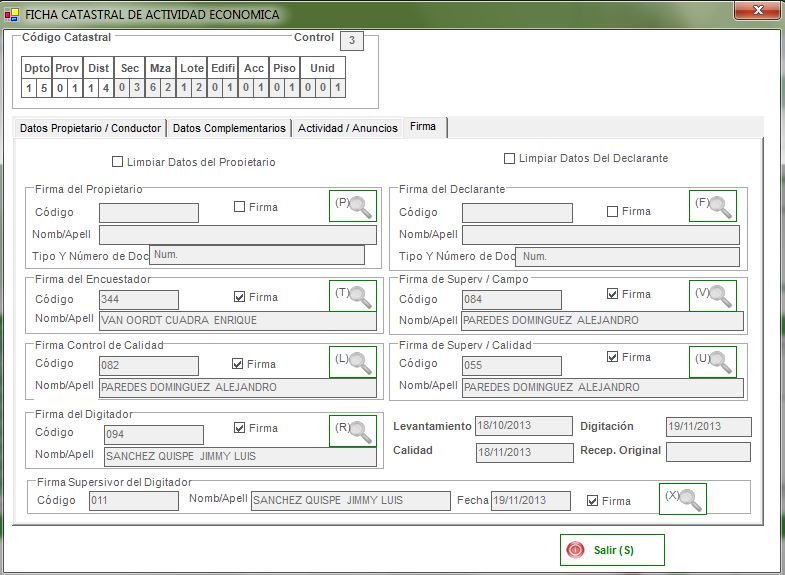 FICHA CATASTRAL DE ACTIVIDAD ECONOMICA
Código Catastral Control 3
Dpto Prov Dist Sec Mza Lote Edifi Acc Piso Unid
1 5 0 1 1 4 0 3 6 2 1 2 0 1 0 1 0 1 0 0 1
Datos Propietario / Conductor Datos Complementarios Actividad / Anuncios Firma
Limpiar Datos del Propietario Limpiar Datos Del Declarante
Firma del Propietario
Código Firma (P)
Nomb/Apell
Tipo Y Número de Doc Num.
Firma del Declarante
Código Firma (F)
Nomb/Apell
Tipo Y Número de Doc Num.
Firma del Encuestador
Código 344 Firma (T)
Nomb/Apell VAN OORDT CUADRA ENRIQUE
Firma de Superv / Campo
Código 084 Firma (V)
Nomb/Apell PAREDES DOMINGUEZ ALEJANDRO
Firma Control de Calidad
Código 082 Firma (L)
Nomb/Apell PAREDES DOMINGUEZ ALEJANDRO
Firma de Superv / Calidad
Código 055 Firma (U)
Nomb/Apell PAREDES DOMINGUEZ ALEJANDRO
Firma del Digitador
Código 094 Firma (R)
Nomb/Apell SANCHEZ QUISPE JIMMY LUIS
Levantamiento 18/10/2013 Digitación 19/11/2013
Calidad 18/11/2013 Recep. Original
Firma Supersivor del Digitador
Código 011 Nomb/Apell SANCHEZ QUISPE JIMMY LUIS Fecha 19/11/2013 Firma (X)
Salir (S)